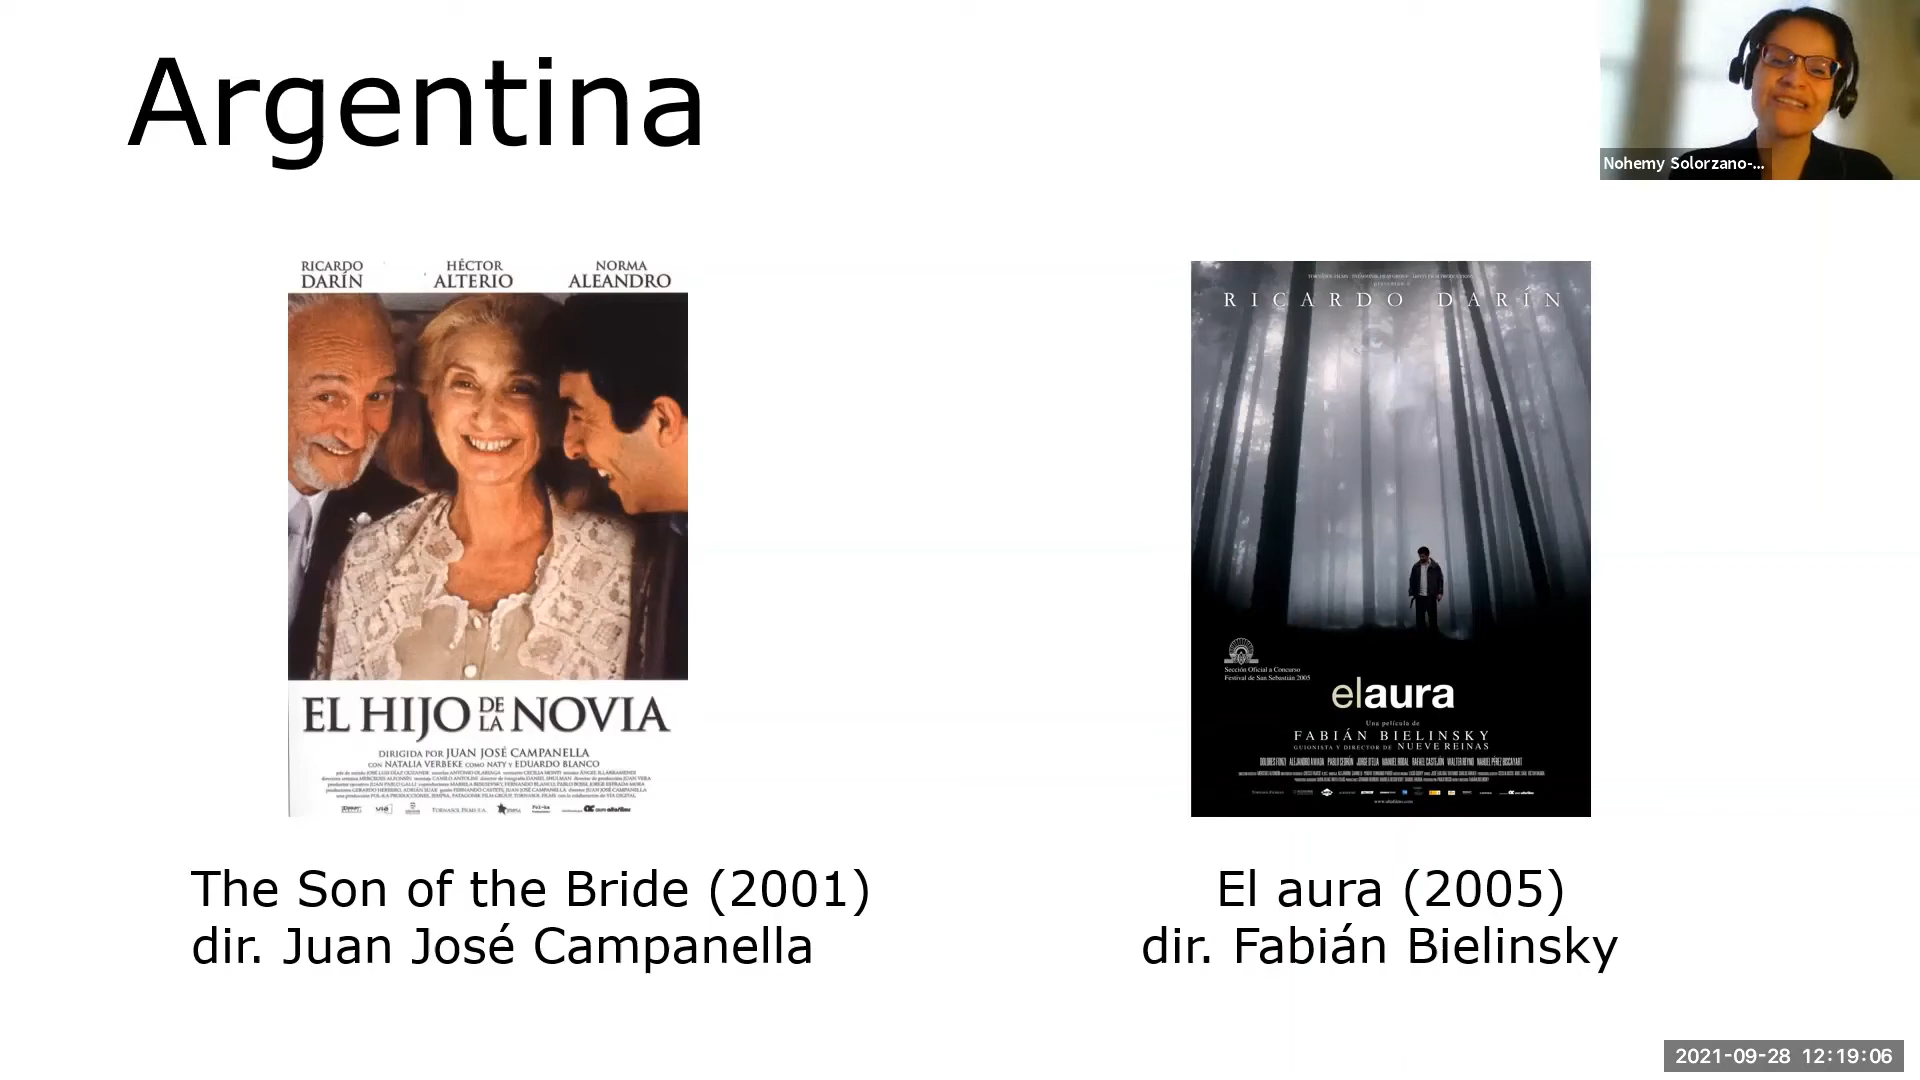 Argentina
Nohemy Solorzano-...
RICARDO DARÍN
HÉCTOR ALTERIO
NORMA ALEANDRO
EL HIJO DE LA NOVIA
DIRIGIDA POR JUAN JOSÉ CAMPANELLA
CON NATALIA VERBEKE COMO NATY Y EDUARDO BLANCO
The Son of the Bride (2001)
dir. Juan José Campanella
RICARDO DARÍN
Sección Oficial a Concurso
Festival de San Sebastián 2005
elaura
Una película de
FABIÁN BIELINSKY
GUIONISTA Y DIRECTOR DE NUEVE REINAS
El aura (2005)
dir. Fabián Bielinsky
2021-09-28 12:19:06